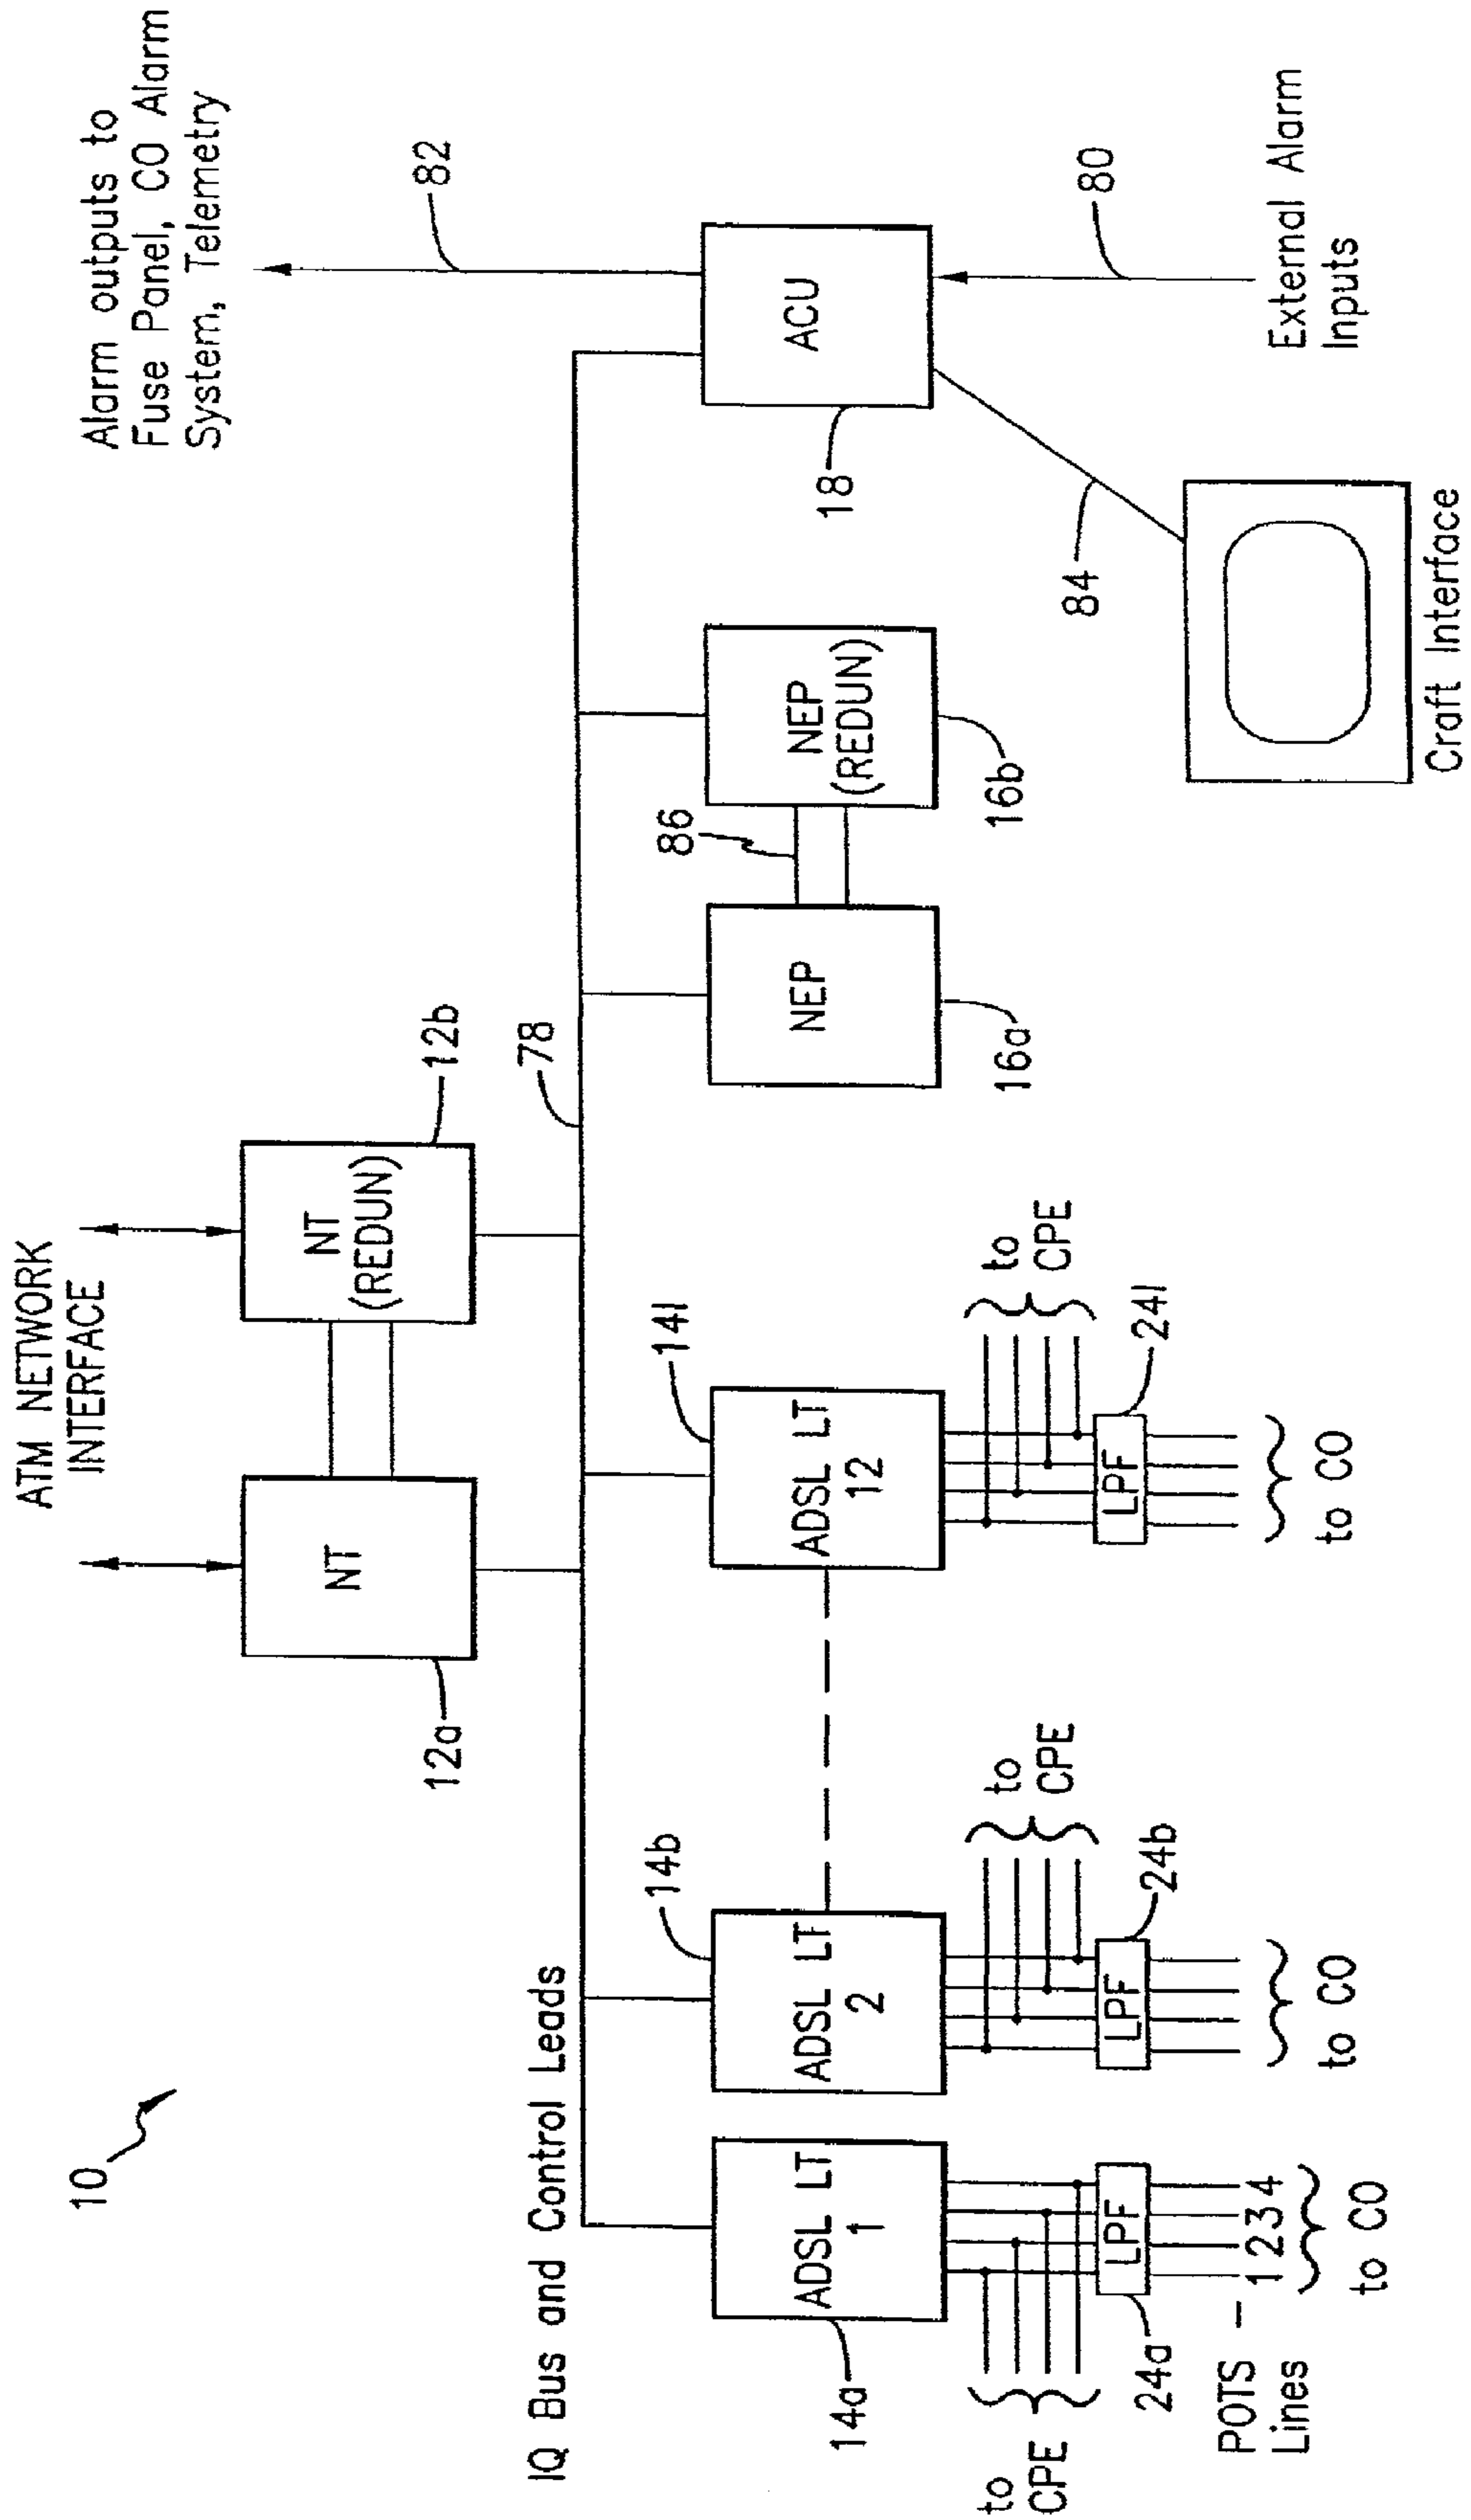 10
ATM NETWORK
INTERFACE
Alarm outputs to
Fuse Panel, CO Alarm
System, Telemetry
NT
12a
NT
(REDUN)
12b
82
IQ Bus and Control Leads
78
14a
ADSL LT
1
14b
ADSL LT
2
14l
ADSL LT
12
NEP
16a
86
NEP
(REDUN)
16b
ACU
18
80
84
External Alarm
Inputs
Craft Interface
to
CPE
to
CPE
to
CPE
LPF
24a
LPF
24b
LPF
24l
POTS - 1 2 3 4
Lines
to CO
to CO
to CO